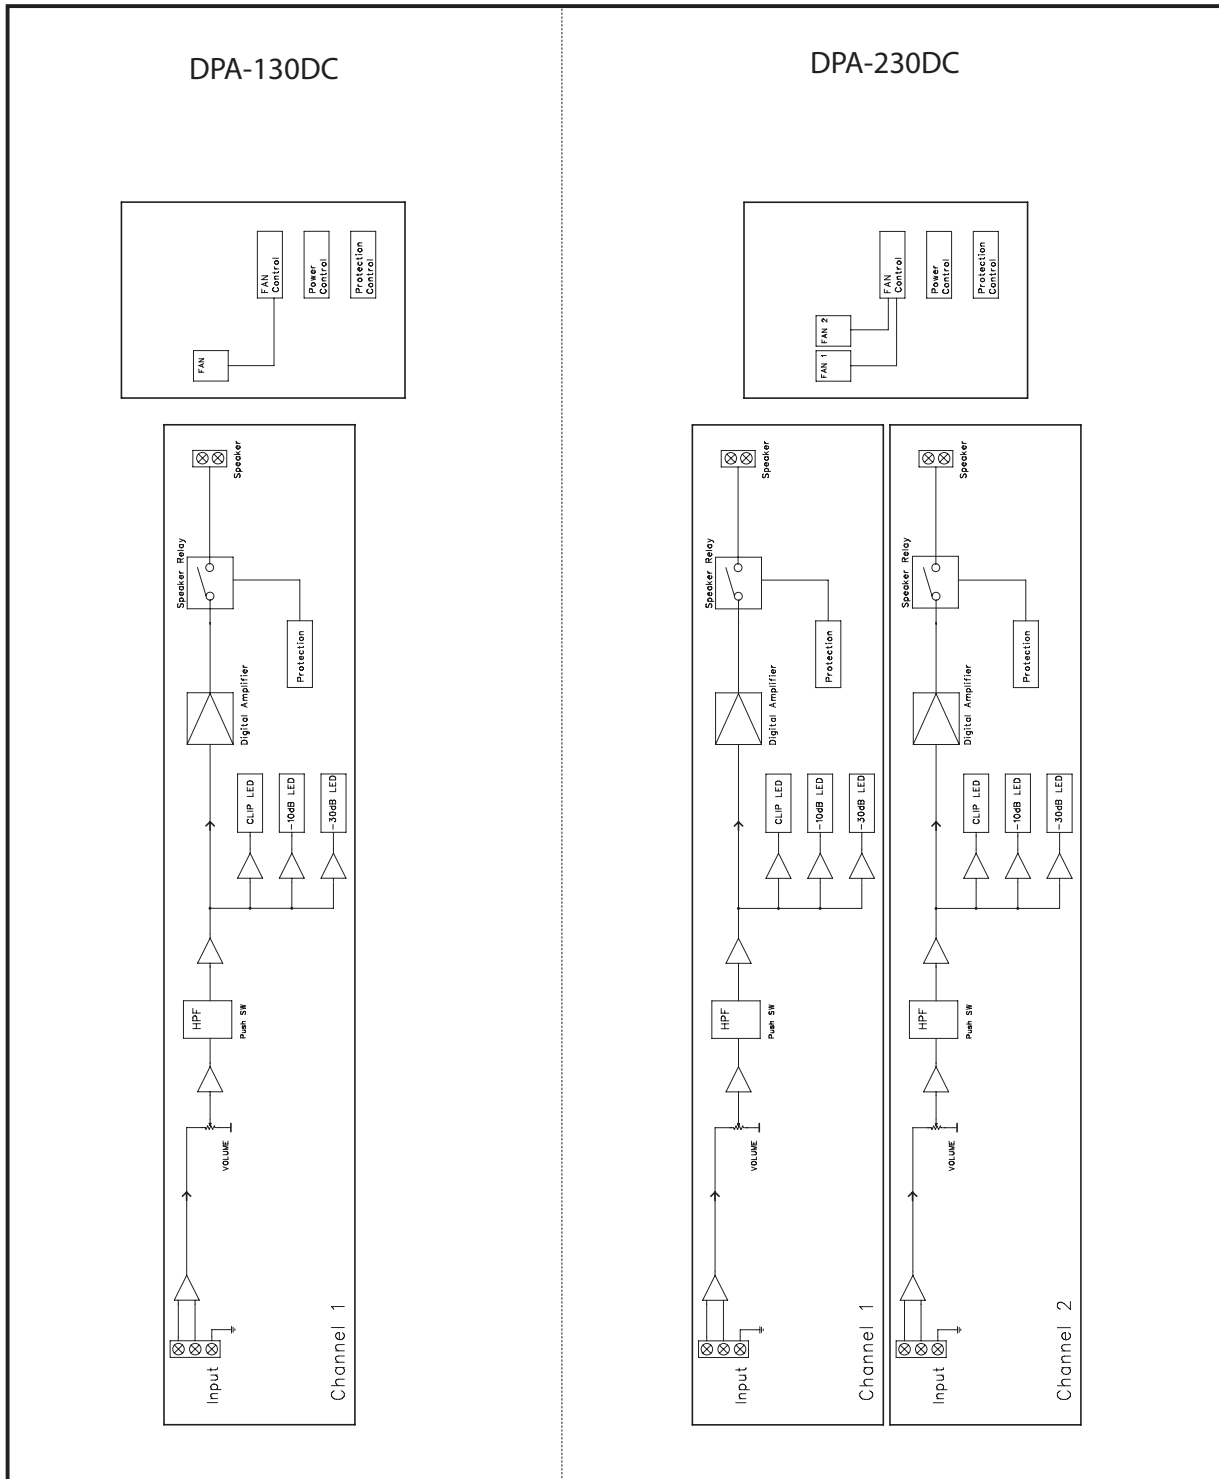 DPA-130DC
FAN
Control
Power
Control
Protection
Control
FAN
Speaker
Speaker Relay
Protection
Digital Amplifier
CLIP LED
-10dB LED
-30dB LED
HPF
Push SW
VOLUME
Input
Channel 1
DPA-230DC
FAN
Control
Power
Control
Protection
Control
FAN 2
FAN 1
Speaker
Speaker Relay
Protection
Digital Amplifier
CLIP LED
-10dB LED
-30dB LED
HPF
Push SW
VOLUME
Input
Channel 1
Speaker
Speaker Relay
Protection
Digital Amplifier
CLIP LED
-10dB LED
-30dB LED
HPF
Push SW
VOLUME
Input
Channel 2